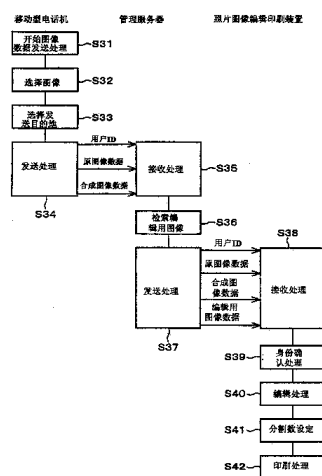 移动型电话机
管理服务器
照片图像编辑印刷装置
开始图像
数据发送处理
S31
选择图像
S32
选择发
送目的地
S33
发送处理
S34
用户ID
原图像数据
合成图像数据
接收处理
S35
检索编
辑用图像
S36
发送处理
S37
用户ID
原图像数据
合成图
像数据
编辑用
图像数据
接收处理
S38
身份确
认处理
S39
编辑处理
S40
分割数设定
S41
印刷处理
S42